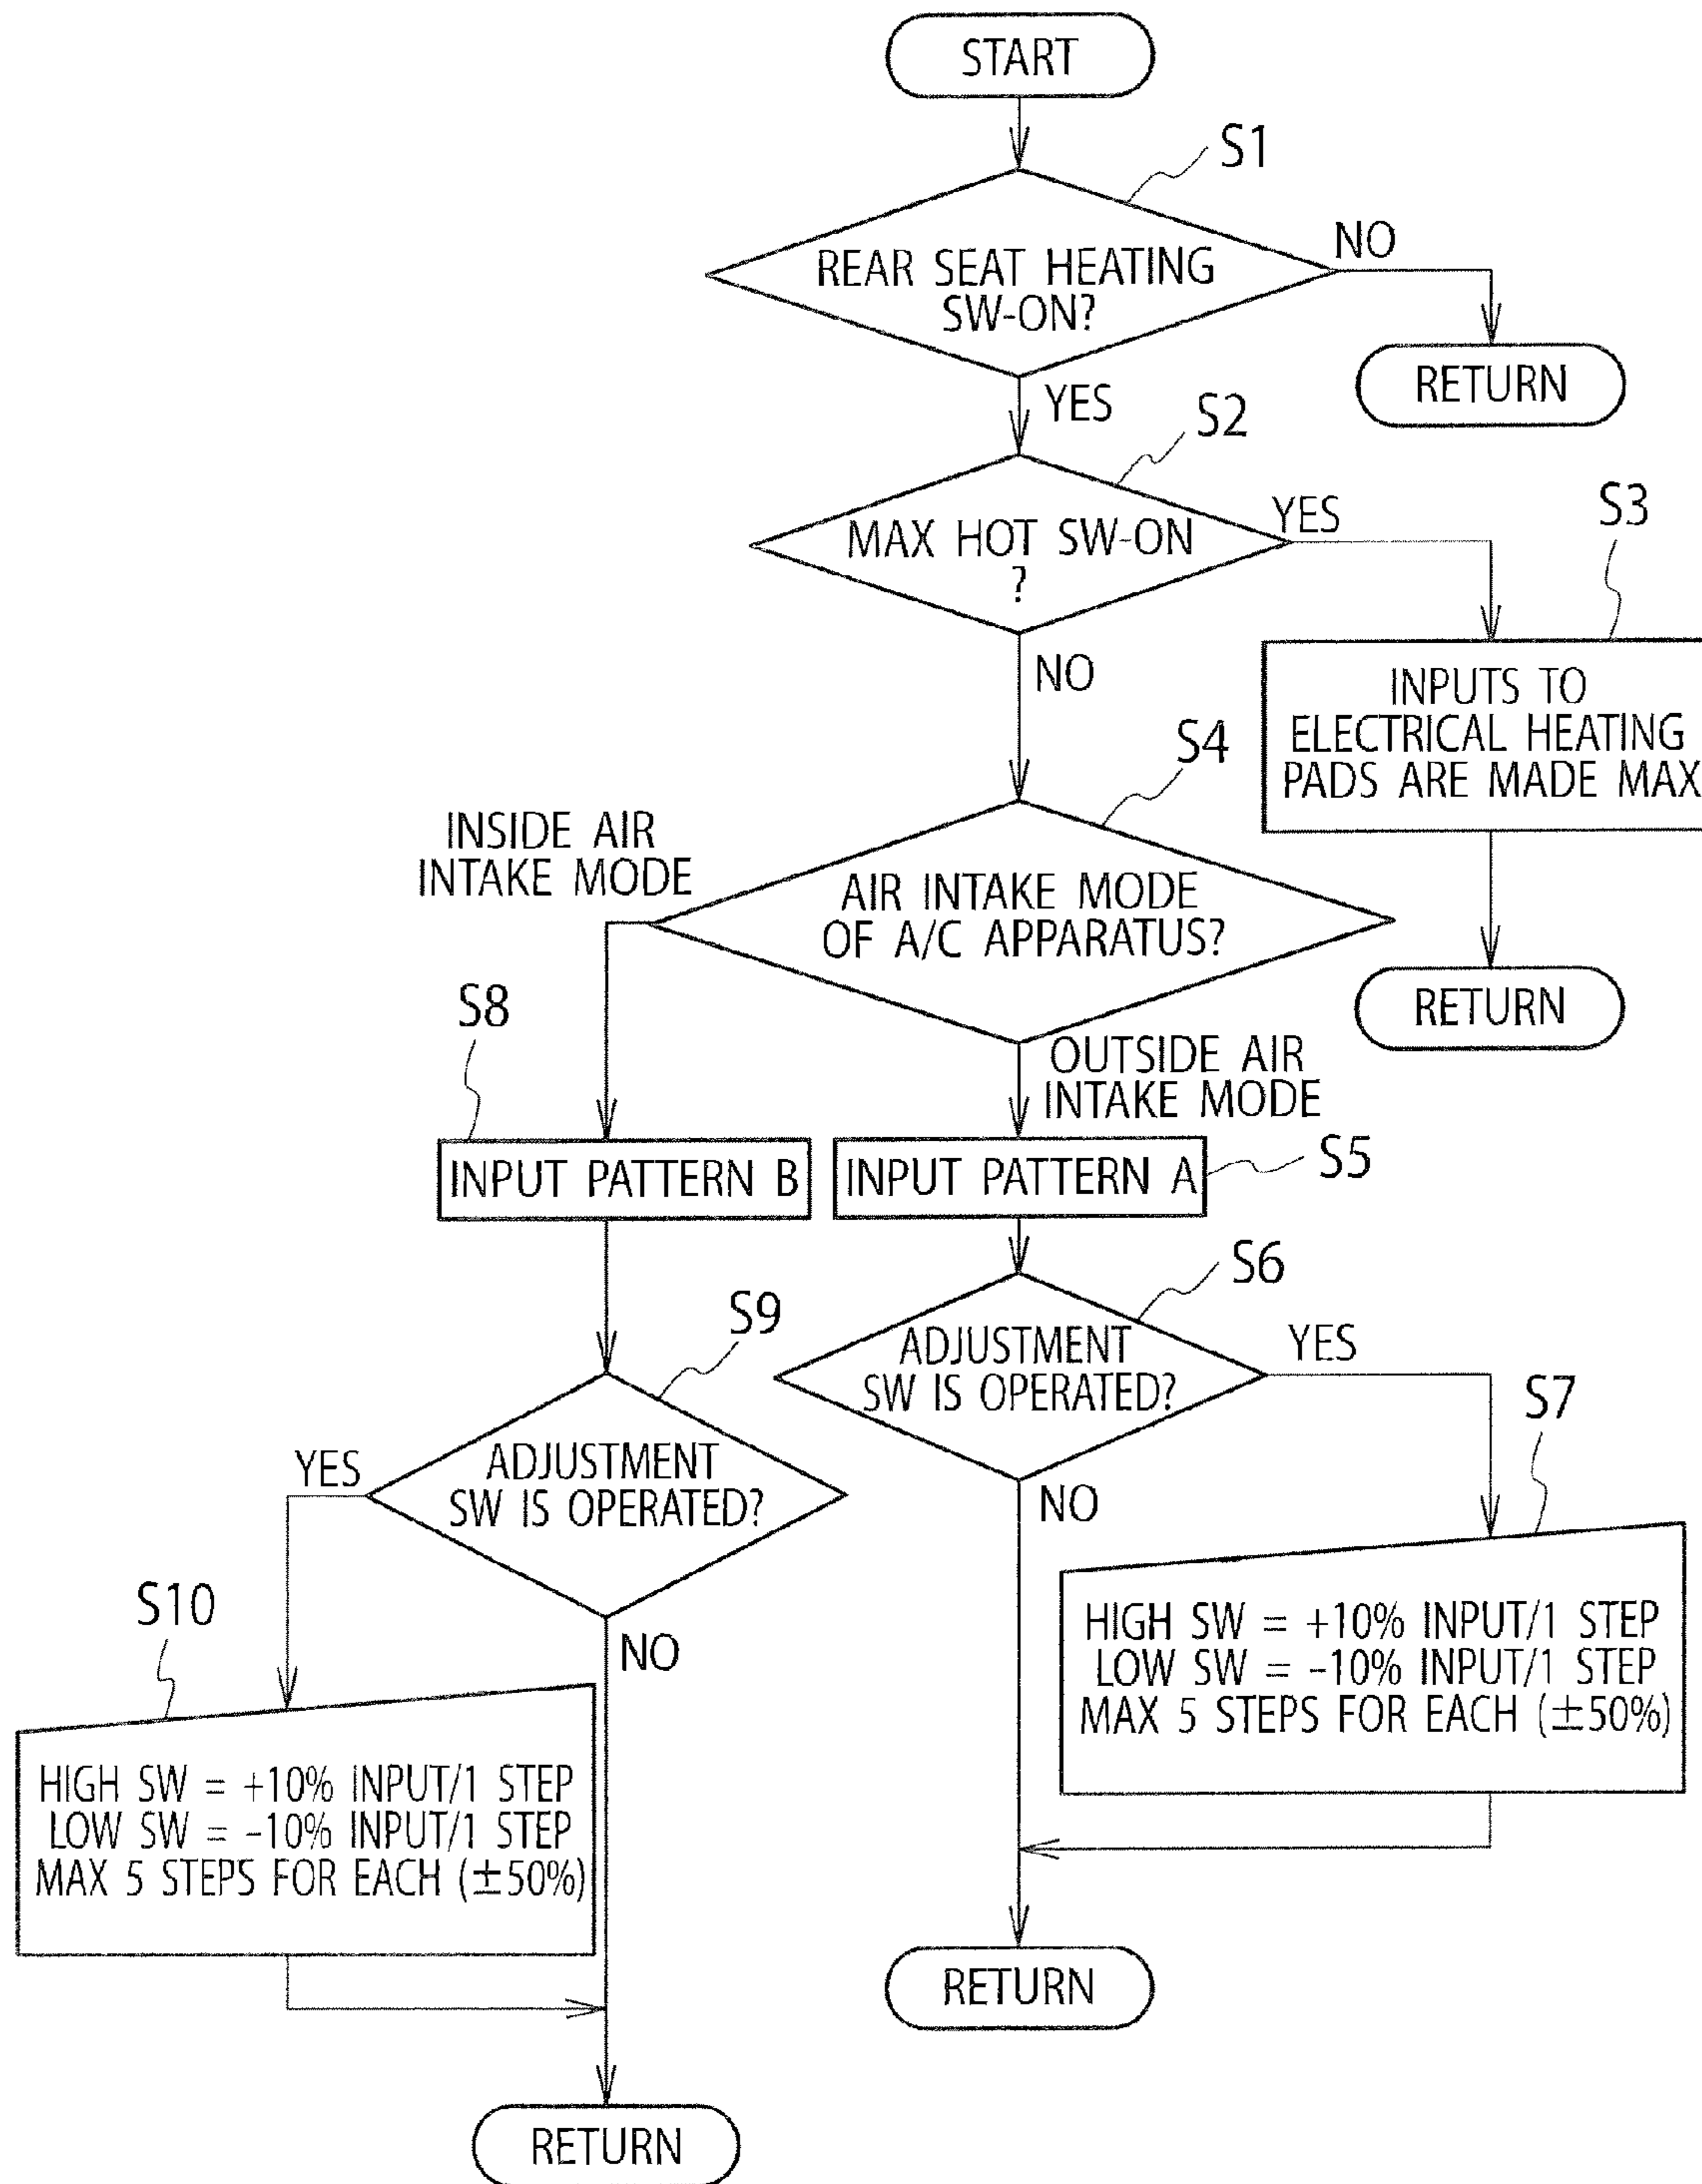 START
S1
REAR SEAT HEATING
SW-ON?
NO
RETURN
YES
S2
MAX HOT SW-ON
?
YES
S3
INPUTS TO
ELECTRICAL HEATING
PADS ARE MADE MAX
RETURN
NO
S4
AIR INTAKE MODE
OF A/C APPARATUS?
INSIDE AIR
INTAKE MODE
OUTSIDE AIR
INTAKE MODE
S8
INPUT PATTERN B
INPUT PATTERN A
S5
S6
ADJUSTMENT
SW IS OPERATED?
YES
S7
NO
HIGH SW = +10% INPUT/1 STEP
LOW SW = -10% INPUT/1 STEP
MAX 5 STEPS FOR EACH (±50%)
RETURN
S9
ADJUSTMENT
SW IS OPERATED?
YES
S10
NO
HIGH SW = +10% INPUT/1 STEP
LOW SW = -10% INPUT/1 STEP
MAX 5 STEPS FOR EACH (±50%)
RETURN